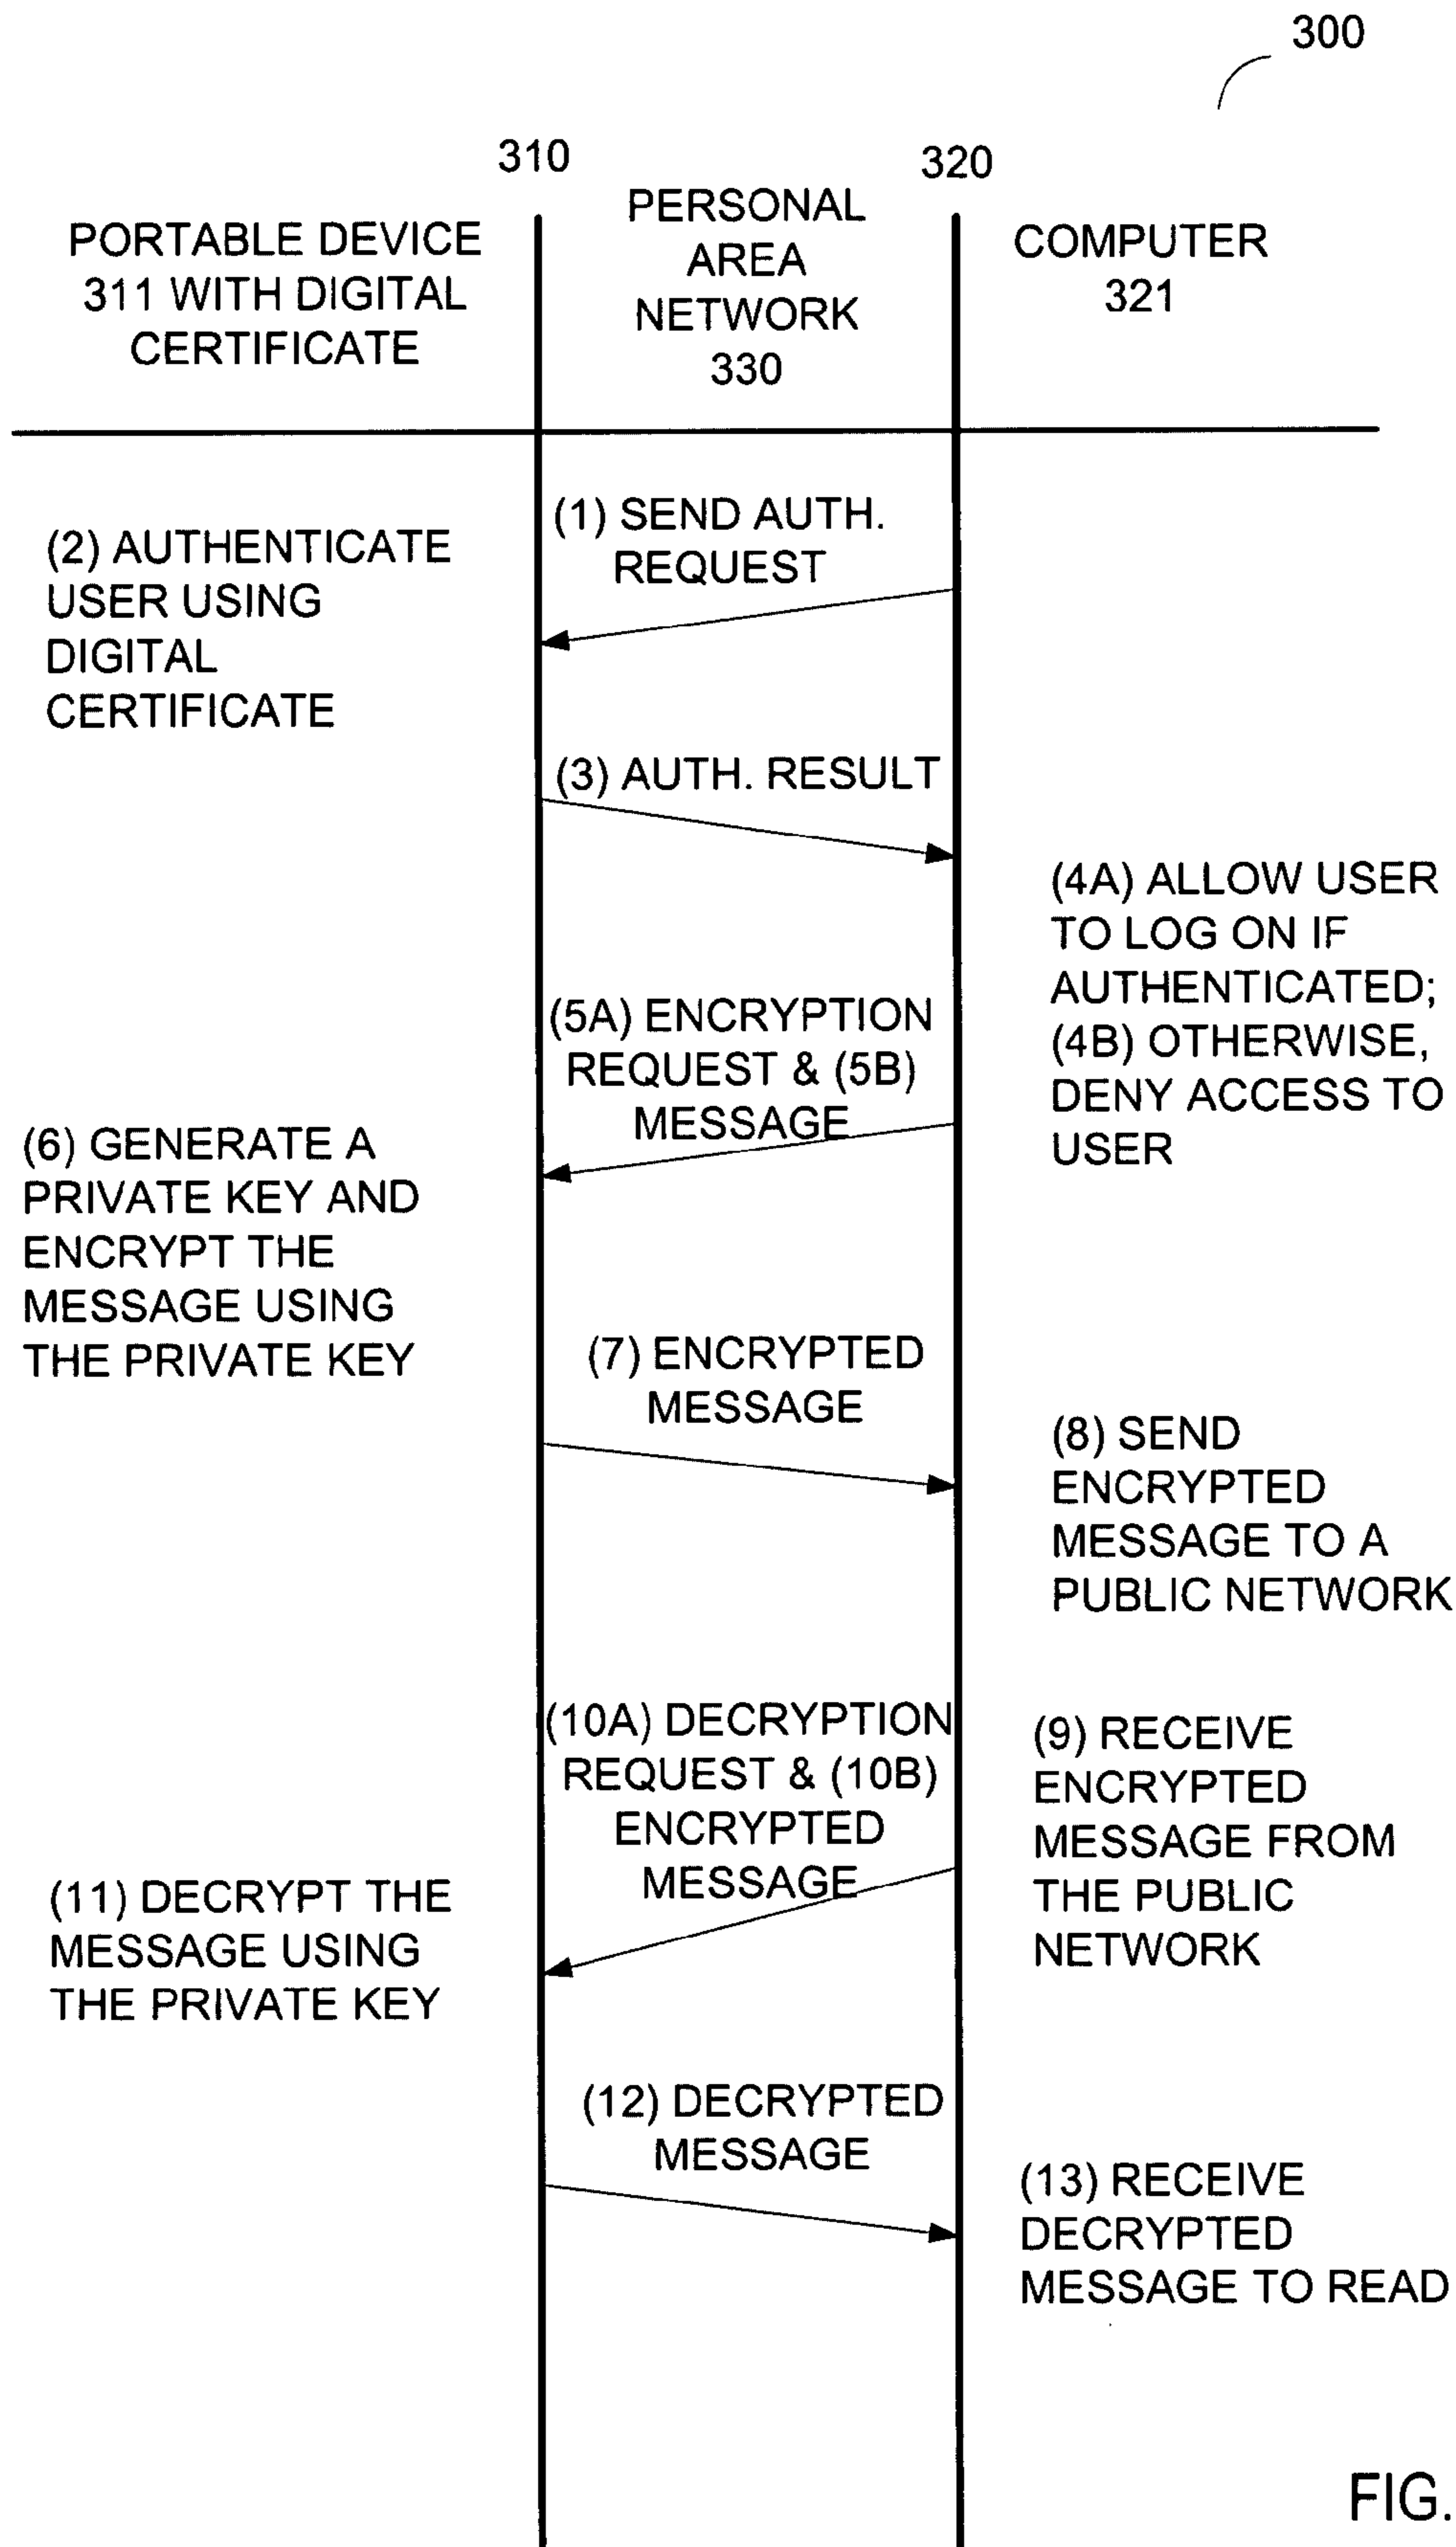 300
310
320
PORTABLE DEVICE
311 WITH DIGITAL
CERTIFICATE
PERSONAL
AREA
NETWORK
330
COMPUTER
321
(1) SEND AUTH.
REQUEST
(2) AUTHENTICATE
USER USING
DIGITAL
CERTIFICATE
(3) AUTH. RESULT
(4A) ALLOW USER
TO LOG ON IF
AUTHENTICATED;
(4B) OTHERWISE,
DENY ACCESS TO
USER
(5A) ENCRYPTION
REQUEST & (5B)
MESSAGE
(6) GENERATE A
PRIVATE KEY AND
ENCRYPT THE
MESSAGE USING
THE PRIVATE KEY
(7) ENCRYPTED
MESSAGE
(8) SEND
ENCRYPTED
MESSAGE TO A
PUBLIC NETWORK
(9) RECEIVE
ENCRYPTED
MESSAGE FROM
THE PUBLIC
NETWORK
(10A) DECRYPTION
REQUEST & (10B)
ENCRYPTED
MESSAGE
(11) DECRYPT THE
MESSAGE USING
THE PRIVATE KEY
(12) DECRYPTED
MESSAGE
(13) RECEIVE
DECRYPTED
MESSAGE TO READ
FIG.